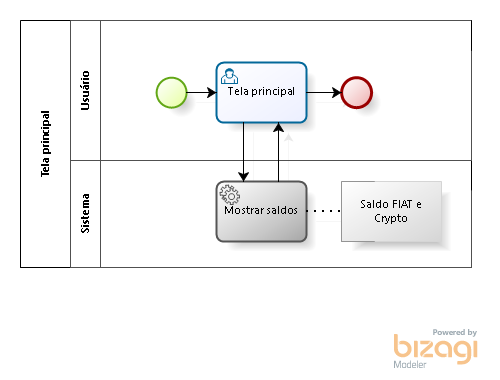 Tela principal
Usuário
Tela principal
Sistema
Mostrar saldos
Saldo FIAT e
Crypto
Powered by
bizagi
Modeler